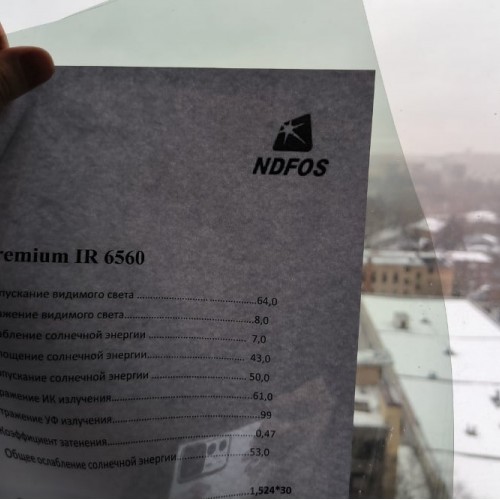 NDFOS
remium IR 6560
пускание видимого света 64,0
ажение видимого света 8,0
абление солнечной энергии 7,0
ощение солнечной энергии 43,0
пускание солнечной энергии 50,0
ражение ИК излучения 61,0
тражение УФ излучения 99
Коэффициент затенения 0,47
Общее ослабление солнечной энергии 53,0
1,524*30